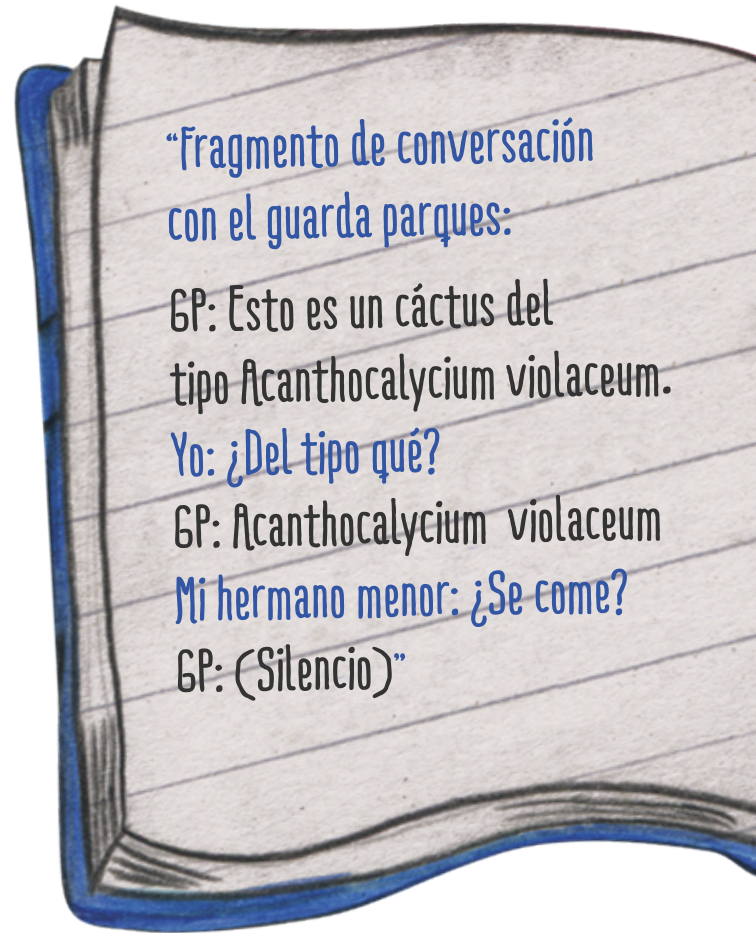 “Fragmento de conversación
con el guarda parques:
GP: Esto es un cáctus del
tipo Acanthocalycium violaceum.
Yo: ¿Del tipo qué?
GP: Acanthocalycium violaceum
Mi hermano menor: ¿Se come?
GP: (Silencio)”